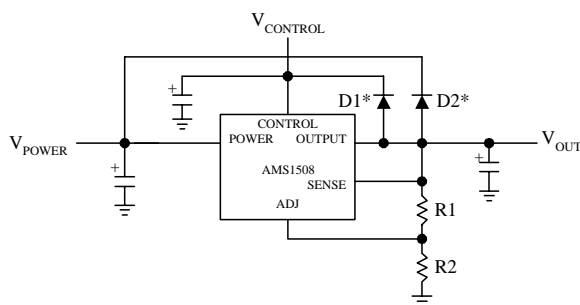 VCONTROL
+
D1*
D2*
CONTROL
VPOWER
POWER
OUTPUT
VOUT
+
+
AMS1508
SENSE
ADJ
R1
R2